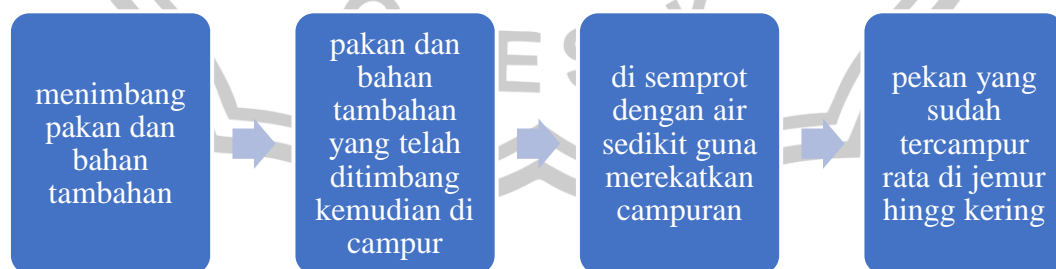 menimbang
pakan dan
bahan
tambahan
pakan dan
bahan
tambahan
yang telah
ditimbang
kemudian di
campur
di semprot
dengan air
sedikit guna
merekatkan
campuran
pekan yang
sudah
tercampur
rata di jemur
hingg kering